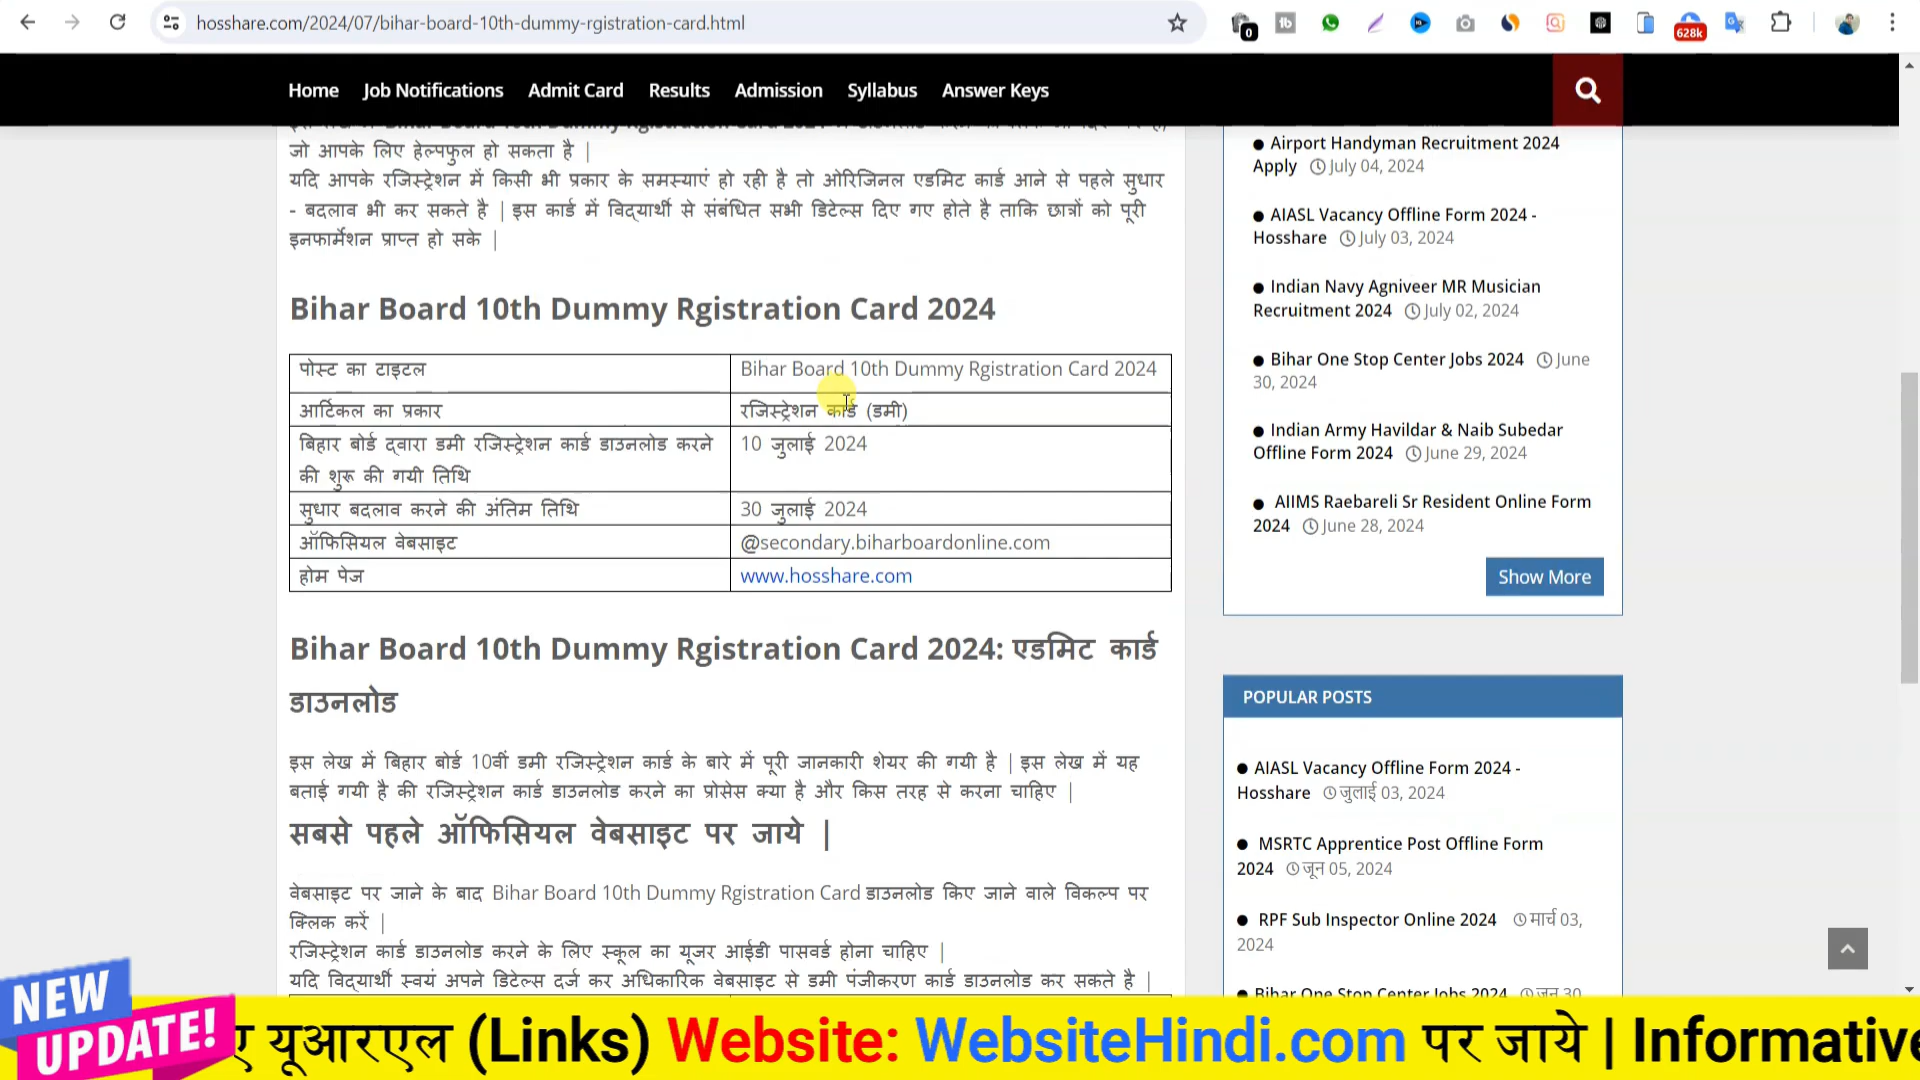 hosshare.com/2024/07/bihar-board-10th-dummy-rgistration-card.html
0
628k
Home Job Notifications Admit Card Results Admission Syllabus Answer Keys
जो आपके लिए हेल्पफुल हो सकता है |
यदि आपके रजिस्ट्रेशन में किसी भी प्रकार के समस्याएं हो रही है तो ओरिजिनल एडमिट कार्ड आने से पहले सुधार
- बदलाव भी कर सकते है | इस कार्ड में विद्यार्थी से संबंधित सभी डिटेल्स दिए गए होते है ताकि छात्रों को पूरी
इनफार्मेशन प्राप्त हो सके |
Bihar Board 10th Dummy Rgistration Card 2024
पोस्ट का टाइटल Bihar Board 10th Dummy Rgistration Card 2024
आर्टिकल का प्रकार रजिस्ट्रेशन कार्ड (डमी)
बिहार बोर्ड द्वारा डमी रजिस्ट्रेशन कार्ड डाउनलोड करने 10 जुलाई 2024
की शुरू की गयी तिथि
सुधार बदलाव करने की अंतिम तिथि 30 जुलाई 2024
ऑफिसियल वेबसाइट @secondary.biharboardonline.com
होम पेज www.hosshare.com
Bihar Board 10th Dummy Rgistration Card 2024: एडमिट कार्ड
डाउनलोड
इस लेख में बिहार बोर्ड 10वीं डमी रजिस्ट्रेशन कार्ड के बारे में पूरी जानकारी शेयर की गयी है | इस लेख में यह
बताई गयी है की रजिस्ट्रेशन कार्ड डाउनलोड करने का प्रोसेस क्या है और किस तरह से करना चाहिए |
सबसे पहले ऑफिसियल वेबसाइट पर जाये |
वेबसाइट पर जाने के बाद Bihar Board 10th Dummy Rgistration Card डाउनलोड किए जाने वाले विकल्प पर
क्लिक करें |
रजिस्ट्रेशन कार्ड डाउनलोड करने के लिए स्कूल का यूजर आईडी पासवर्ड होना चाहिए |
यदि विद्यार्थी स्वयं अपने डिटेल्स दर्ज कर अधिकारिक वेबसाइट से डमी पंजीकरण कार्ड डाउनलोड कर सकते है |
Airport Handyman Recruitment 2024
Apply July 04, 2024
AIASL Vacancy Offline Form 2024 -
Hosshare July 03, 2024
Indian Navy Agniveer MR Musician
Recruitment 2024 July 02, 2024
Bihar One Stop Center Jobs 2024 June
30, 2024
Indian Army Havildar & Naib Subedar
Offline Form 2024 June 29, 2024
AIIMS Raebareli Sr Resident Online Form
2024 June 28, 2024
Show More
POPULAR POSTS
AIASL Vacancy Offline Form 2024 -
Hosshare जुलाई 03, 2024
MSRTC Apprentice Post Offline Form
2024 जून 05, 2024
RPF Sub Inspector Online 2024 मार्च 03,
2024
Bihar One Stop Center Jobs 2024 जून 30,
NEW
UPDATE!
ए यूआरएल (Links) Website: WebsiteHindi.com पर जाये | Informative